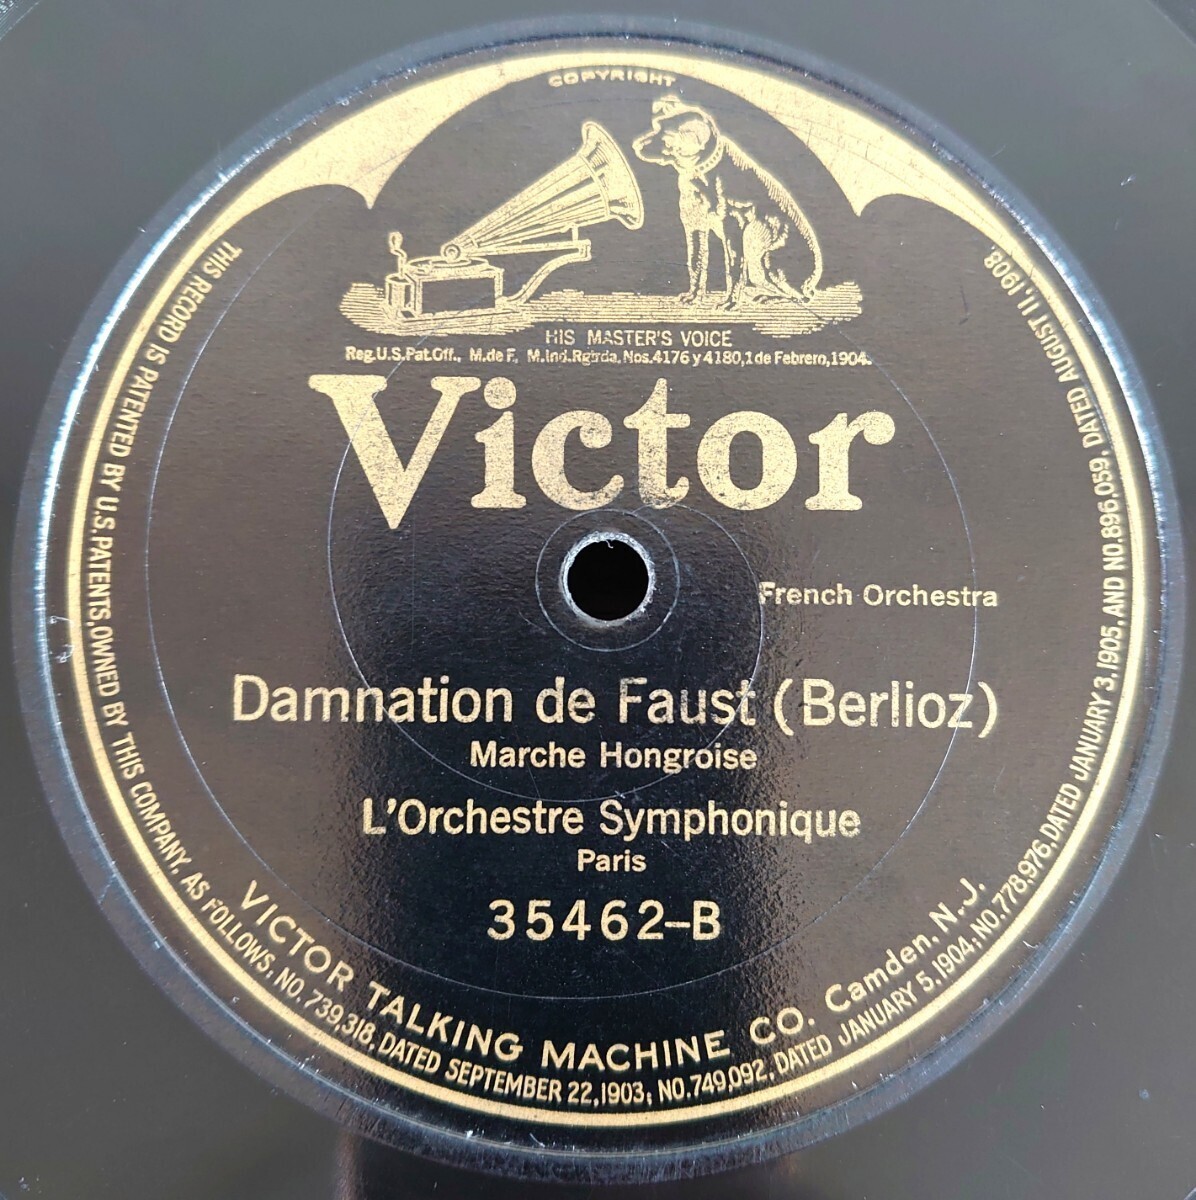 COPYRIGHT
HIS MASTER'S VOICE
Reg.U.S.Pat.Off., M.de F., M.Ind.Rg'rda, Nos.4176 y 4180,1 de Febrero,1904.
Victor
French Orchestra
Damnation de Faust (Berlioz)
Marche Hongroise
L'Orchestre Symphonique
Paris
35462-B
VICTOR TALKING MACHINE CO. Camden. N.J.
THIS RECORD IS PATENTED BY U.S. PATENTS, OWNED BY THIS COMPANY, AS FOLLOWS, NO. 739,318, DATED SEPTEMBER 22,1903; NO.749,092, DATED JANUARY 5,1904; NO.778,976, DATED JANUARY 3,1905, AND NO.896,059, DATED AUGUST 11,1908.